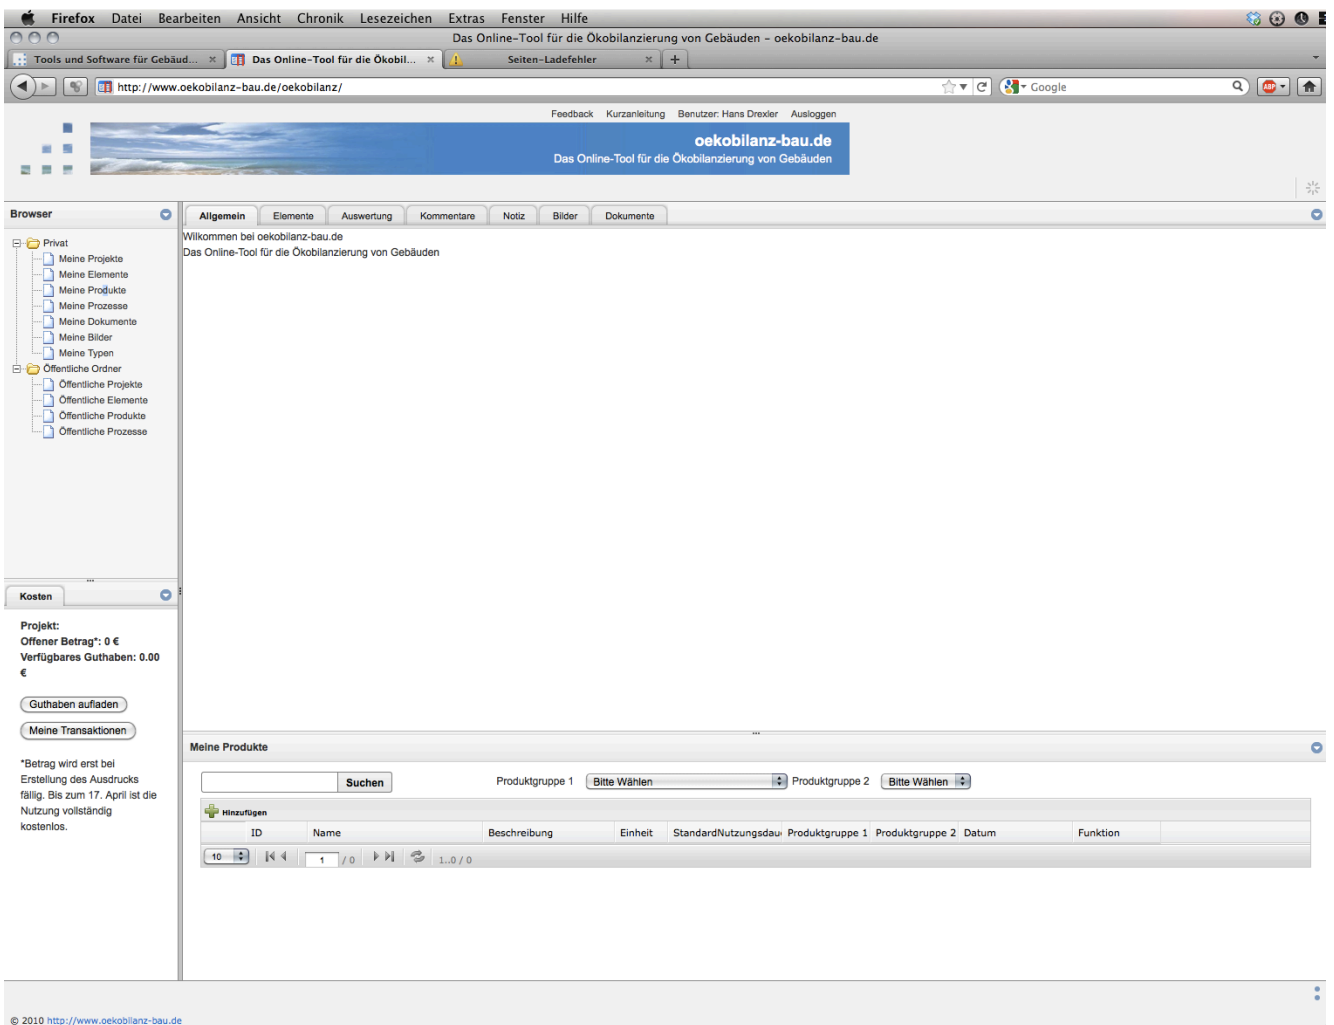 Firefox Datei Bearbeiten Ansicht Chronik Lesezeichen Extras Fenster Hilfe
Das Online-Tool für die Ökobilanzierung von Gebäuden – oekobilanz-bau.de
Tools und Software für Gebäud... × Das Online-Tool für die Ökobil... × Seiten-Ladefehler × +
http://www.oekobilanz-bau.de/oekobilanz/ Google ABP
Feedback Kurzanleitung Benutzer: Hans Drexler Ausloggen
oekobilanz-bau.de
Das Online-Tool für die Ökobilanzierung von Gebäuden
Browser
Allgemein Elemente Auswertung Kommentare Notiz Bilder Dokumente
Wilkommen bei oekobilanz-bau.de
Das Online-Tool für die Ökobilanzierung von Gebäuden
Privat
Meine Projekte
Meine Elemente
Meine Produkte
Meine Prozesse
Meine Dokumente
Meine Bilder
Meine Typen
Öffentliche Ordner
Öffentliche Projekte
Öffentliche Elemente
Öffentliche Produkte
Öffentliche Prozesse
Kosten
Projekt:
Offener Betrag*: 0 €
Verfügbares Guthaben: 0.00
€
Guthaben aufladen
Meine Transaktionen
*Betrag wird erst bei
Erstellung des Ausdrucks
fällig. Bis zum 17. April ist die
Nutzung vollständig
kostenlos.
Meine Produkte
Suchen Produktgruppe 1 Bitte Wählen Produktgruppe 2 Bitte Wählen
Hinzufügen
ID Name Beschreibung Einheit StandardNutzungsdau Produktgruppe 1 Produktgruppe 2 Datum Funktion
10 1 / 0 1..0 / 0
© 2010 http://www.oekobilanz-bau.de